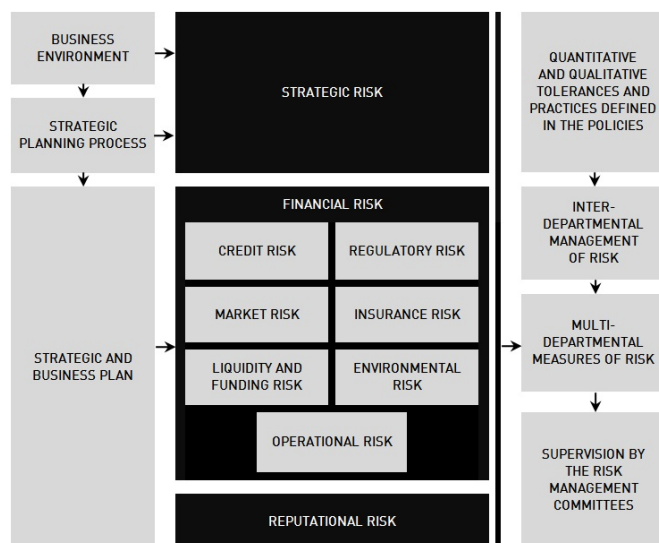 BUSINESS
ENVIRONMENT
STRATEGIC
PLANNING PROCESS
STRATEGIC AND
BUSINESS PLAN
STRATEGIC RISK
FINANCIAL RISK
CREDIT RISK
REGULATORY RISK
MARKET RISK
INSURANCE RISK
LIQUIDITY AND
FUNDING RISK
ENVIRONMENTAL
RISK
OPERATIONAL RISK
REPUTATIONAL RISK
QUANTITATIVE
AND QUALITATIVE
TOLERANCES AND
PRACTICES DEFINED
IN THE POLICIES
INTER-
DEPARTMENTAL
MANAGEMENT
OF RISK
MULTI-
DEPARTMENTAL
MEASURES OF RISK
SUPERVISION BY
THE RISK
MANAGEMENT
COMMITTEES